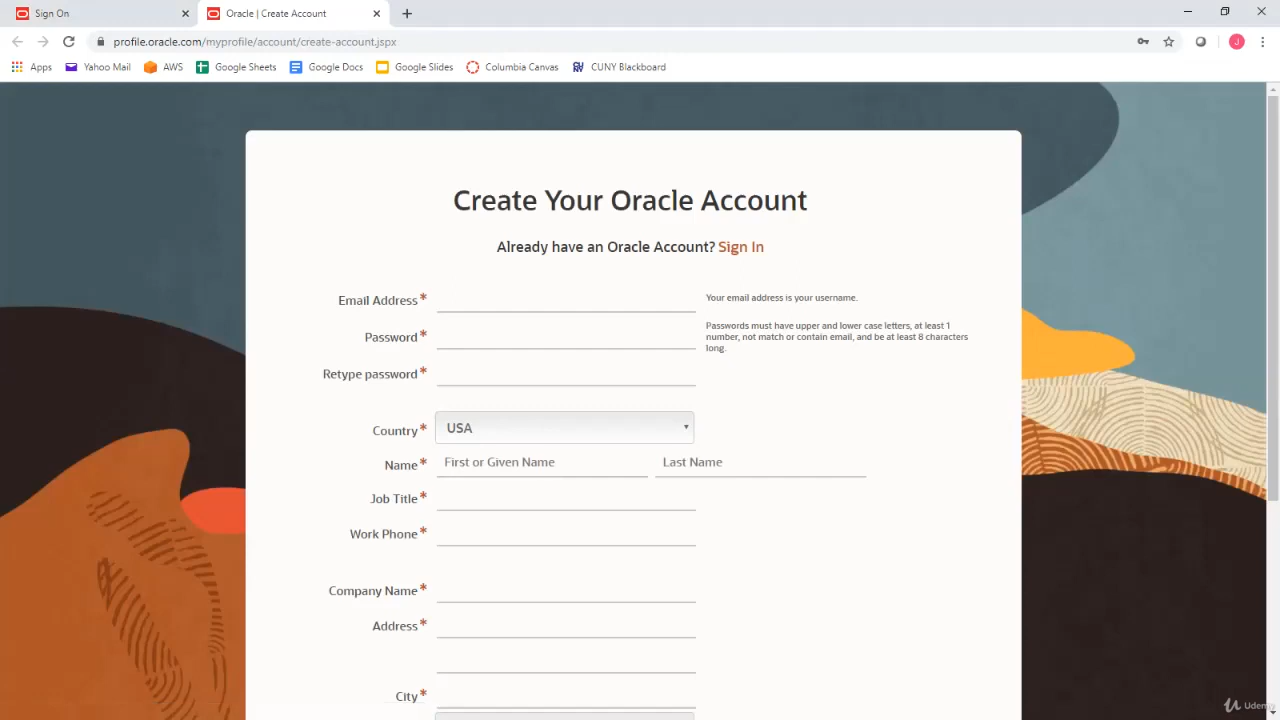 Sign On
Oracle | Create Account
profile.oracle.com/myprofile/account/create-account.jspx
J
Apps
Yahoo Mail
AWS
Google Sheets
Google Docs
Google Slides
Columbia Canvas
CUNY Blackboard
Create Your Oracle Account
Already have an Oracle Account? Sign In
Email Address*
Your email address is your username.
Password*
Passwords must have upper and lower case letters, at least 1
number, not match or contain email, and be at least 8 characters
long.
Retype password*
Country* USA
Name* First or Given Name Last Name
Job Title*
Work Phone*
Company Name*
Address*
City*
Udemy